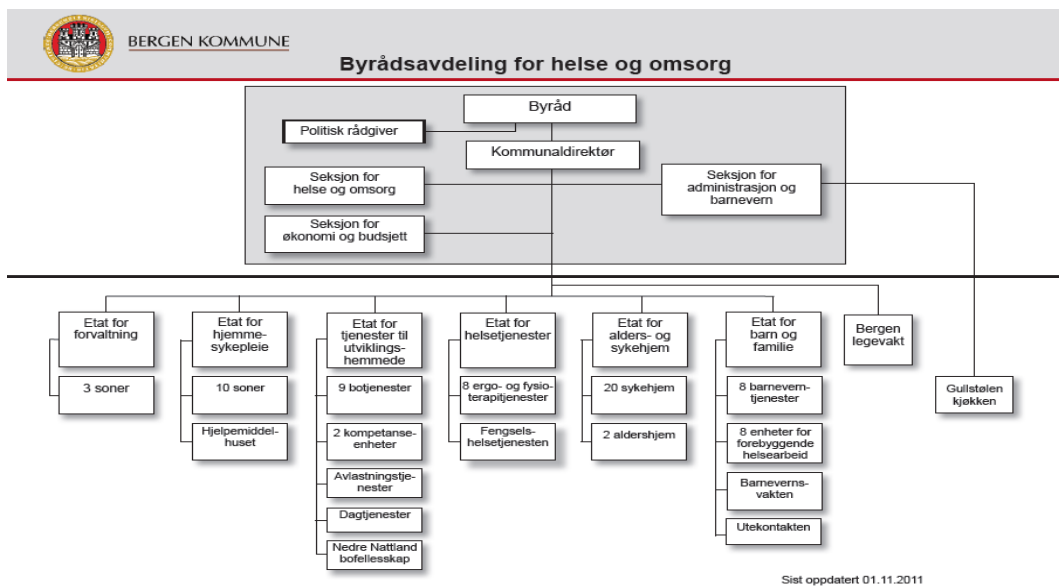 BERGEN KOMMUNE
Byrådsavdeling for helse og omsorg
Byråd
Politisk rådgiver
Kommunaldirektør
Seksjon for
helse og omsorg
Seksjon for
administrasjon og
barnevern
Seksjon for
økonomi og budsjett
Etat for
forvaltning
3 soner
Etat for
hjemme-
sykepleie
10 soner
Hjelpemiddel-
huset
Etat for
tjenester til
utviklings-
hemmede
9 botjenester
2 kompetanse-
enheter
Avlastningstje-
nester
Dagtjenester
Nedre Nattland
bofellesskap
Etat for
helsetjenester
8 ergo- og fysio-
terapitjenester
Fengsels-
helsetjenesten
Etat for
alders- og
sykehjem
20 sykehjem
2 aldershjem
Etat for
barn og
familie
8 barnevern-
tjenester
8 enheter for
forebyggende
helsearbeid
Barneverns-
vakten
Utekontakten
Bergen
legevakt
Gullstølen
kjøkken
Sist oppdatert 01.11.2011